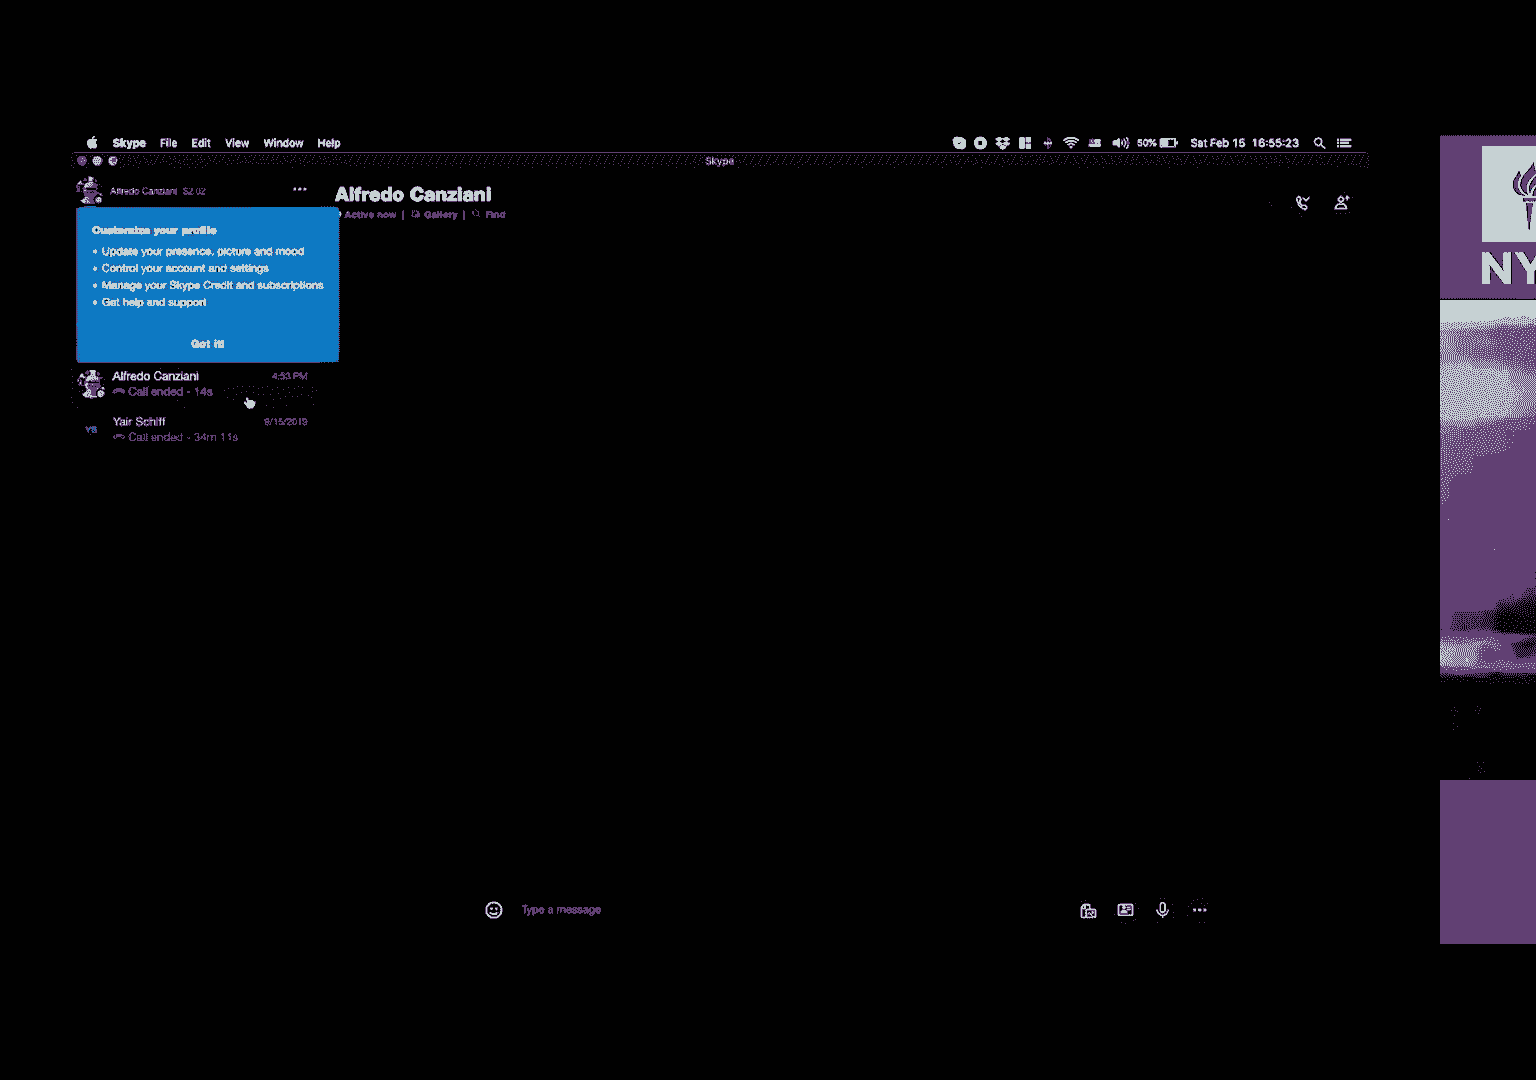 Skype File Edit View Window Help
50% Sat Feb 15 16:55:23
Skype
Alfredo Canziani $2.02
Alfredo Canziani
Active now | Gallery | Find
Customize your profile
• Update your presence, picture and mood
• Control your account and settings
• Manage your Skype Credit and subscriptions
• Get help and support
Got it!
Alfredo Canziani 4:53 PM
Call ended - 14s
YS
Yair Schiff 9/15/2019
Call ended - 34m 11s
Type a message
NY